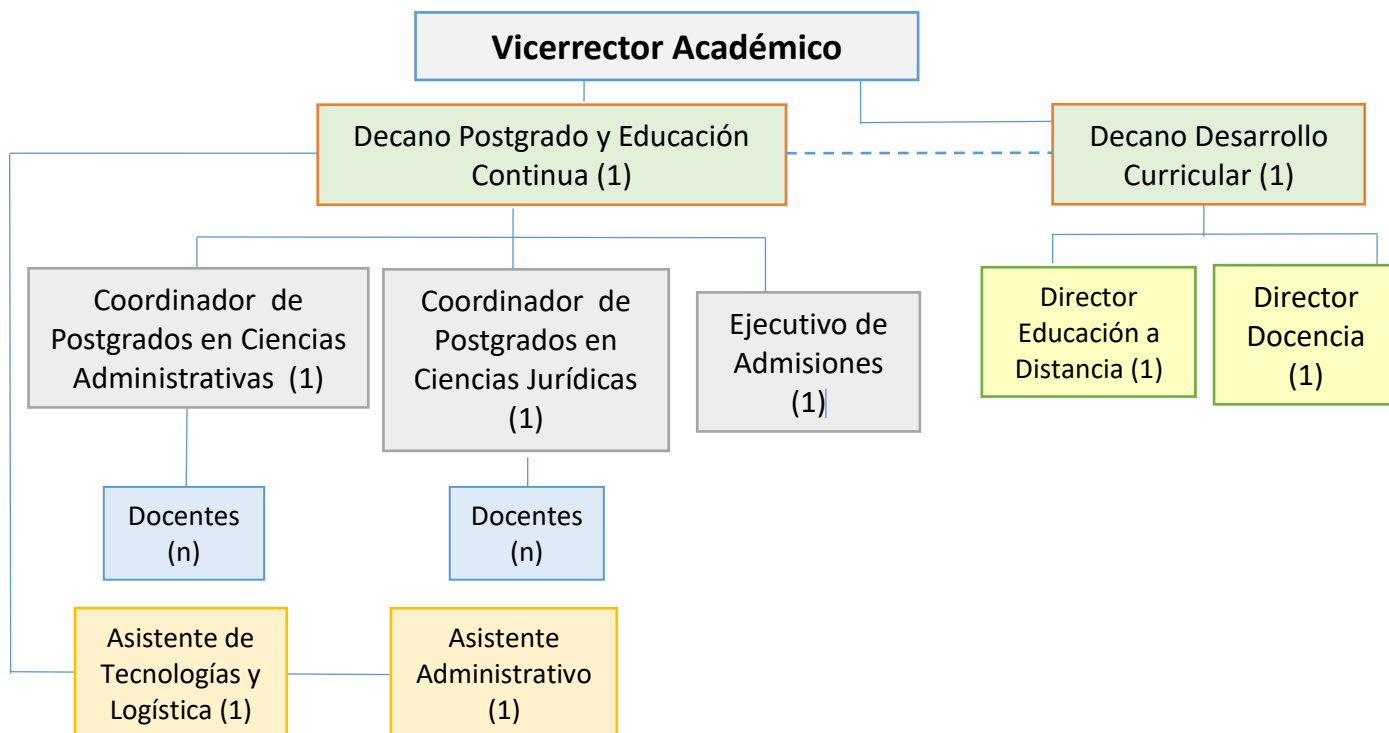 Vicerrector Académico
Decano Postgrado y Educación
Continua (1)
Decano Desarrollo
Curricular (1)
Coordinador de
Postgrados en Ciencias
Administrativas (1)
Coordinador de
Postgrados en
Ciencias Jurídicas
(1)
Ejecutivo de
Admisiones
(1)
Director
Educación a
Distancia (1)
Director
Docencia
(1)
Docentes
(n)
Docentes
(n)
Asistente de
Tecnologías y
Logística (1)
Asistente
Administrativo
(1)